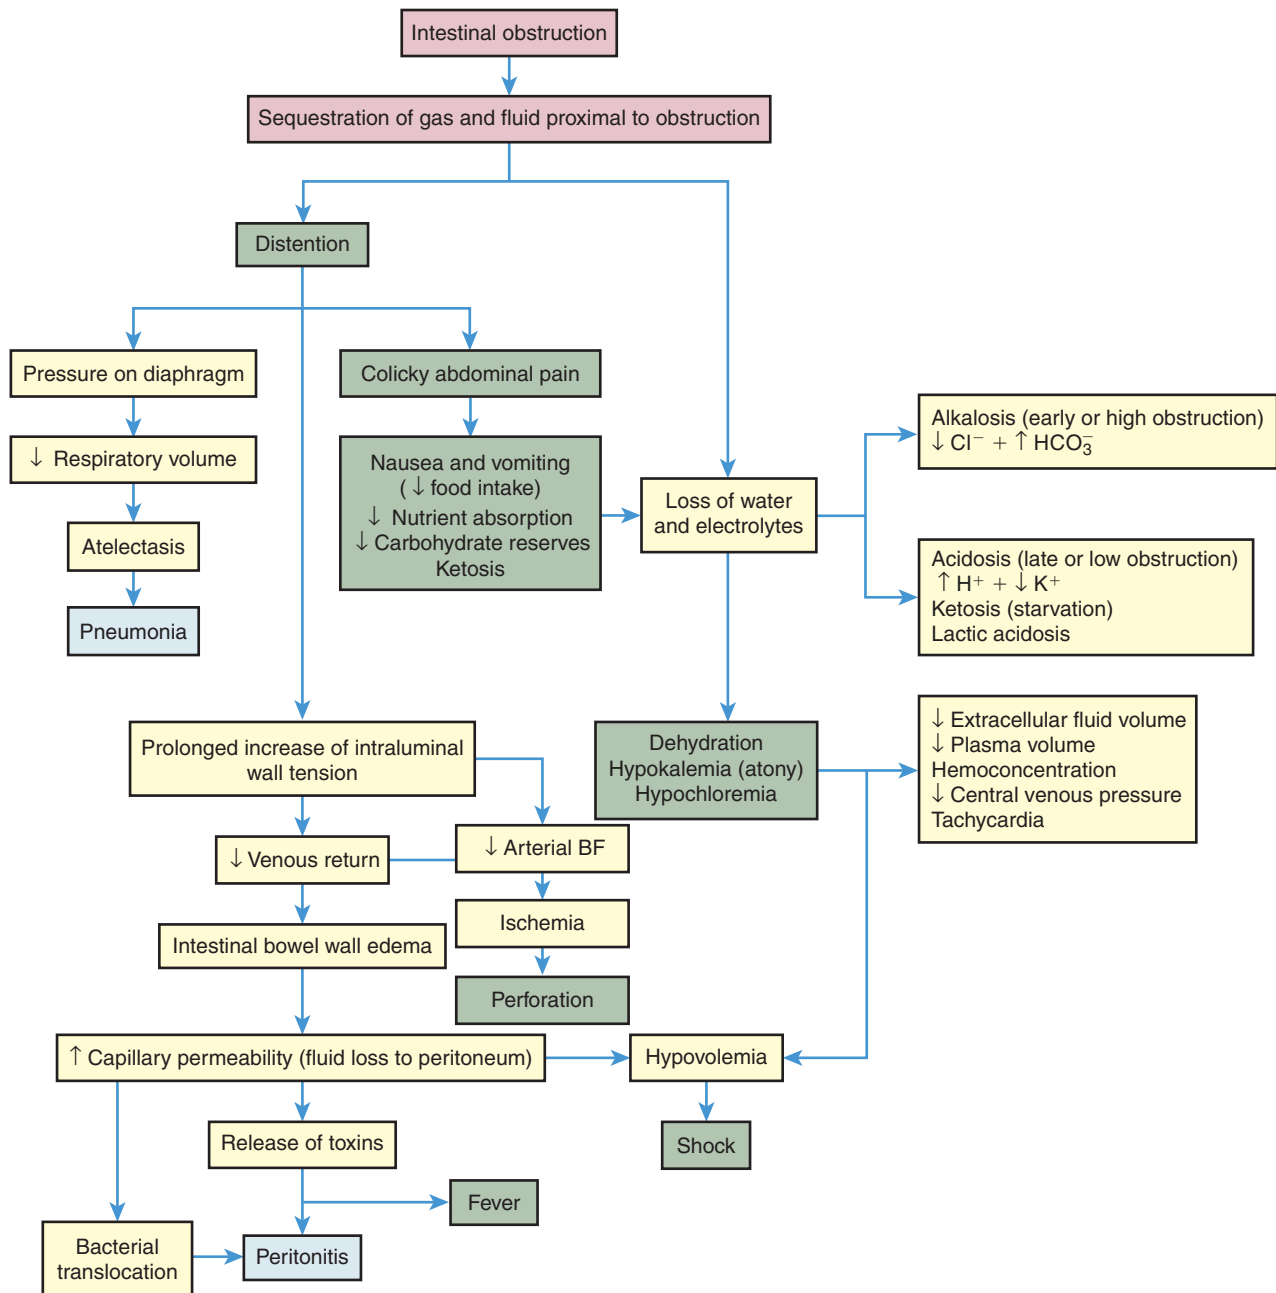 Intestinal obstruction
Sequestration of gas and fluid proximal to obstruction
Distention
Pressure on diaphragm
↓ Respiratory volume
Atelectasis
Pneumonia
Colicky abdominal pain
Nausea and vomiting
(↓ food intake)
↓ Nutrient absorption
↓ Carbohydrate reserves
Ketosis
Loss of water
and electrolytes
Alkalosis (early or high obstruction)
↓ Cl⁻ + ↑ HCO₃⁻
Acidosis (late or low obstruction)
↑ H⁺ + ↓ K⁺
Ketosis (starvation)
Lactic acidosis
Prolonged increase of intraluminal
wall tension
Dehydration
Hypokalemia (atony)
Hypochloremia
↓ Extracellular fluid volume
↓ Plasma volume
Hemoconcentration
↓ Central venous pressure
Tachycardia
↓ Venous return
↓ Arterial BF
Intestinal bowel wall edema
Ischemia
Perforation
↑ Capillary permeability (fluid loss to peritoneum)
Hypovolemia
Shock
Release of toxins
Fever
Bacterial
translocation
Peritonitis